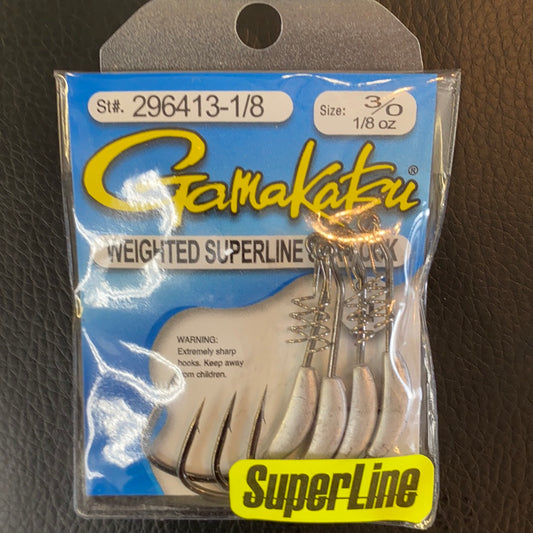 St#. 296413-1/8
Size: 3/0
1/8 oz
Gamakatsu®
WEIGHTED SUPERLINE
WARNING:
Extremely sharp
hooks. Keep away
from children.
SuperLine